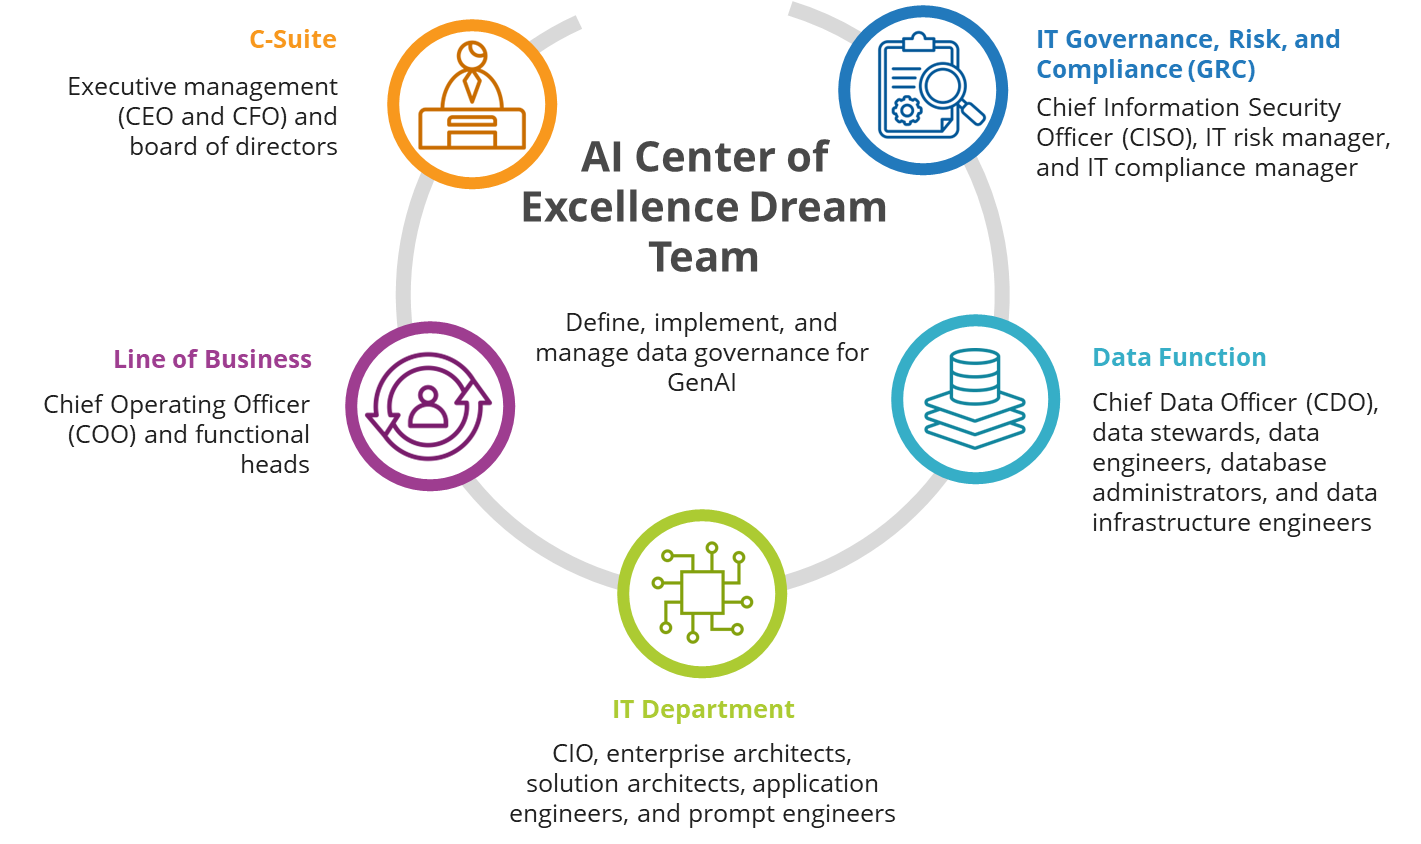 C-Suite
Executive management
(CEO and CFO) and
board of directors
IT Governance, Risk, and
Compliance (GRC)
Chief Information Security
Officer (CISO), IT risk manager,
and IT compliance manager
AI Center of
Excellence Dream
Team
Define, implement, and
manage data governance for
GenAI
Line of Business
Chief Operating Officer
(COO) and functional
heads
Data Function
Chief Data Officer (CDO),
data stewards, data
engineers, database
administrators, and data
infrastructure engineers
IT Department
CIO, enterprise architects,
solution architects, application
engineers, and prompt engineers